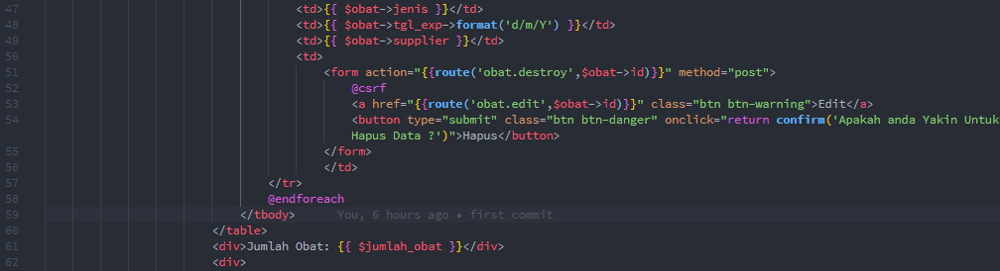 47 <td>{{ $obat->jenis }}</td>
48 <td>{{ $obat->tgl_exp->format('d/m/Y') }}</td>
49 <td>{{ $obat->supplier }}</td>
50 <td>
51 <form action="{{route('obat.destroy',$obat->id)}}" method="post">
52 @csrf
53 <a href="{{route('obat.edit',$obat->id)}}" class="btn btn-warning">Edit</a>
54 <button type="submit" class="btn btn-danger" onclick="return confirm('Apakah anda Yakin Untuk
Hapus Data ?')">Hapus</button>
55 </form>
56 </td>
57 </tr>
58 @endforeach
59 </tbody> You, 6 hours ago • first commit
60 </table>
61 <div>Jumlah Obat: {{ $jumlah_obat }}</div>
62 <div>